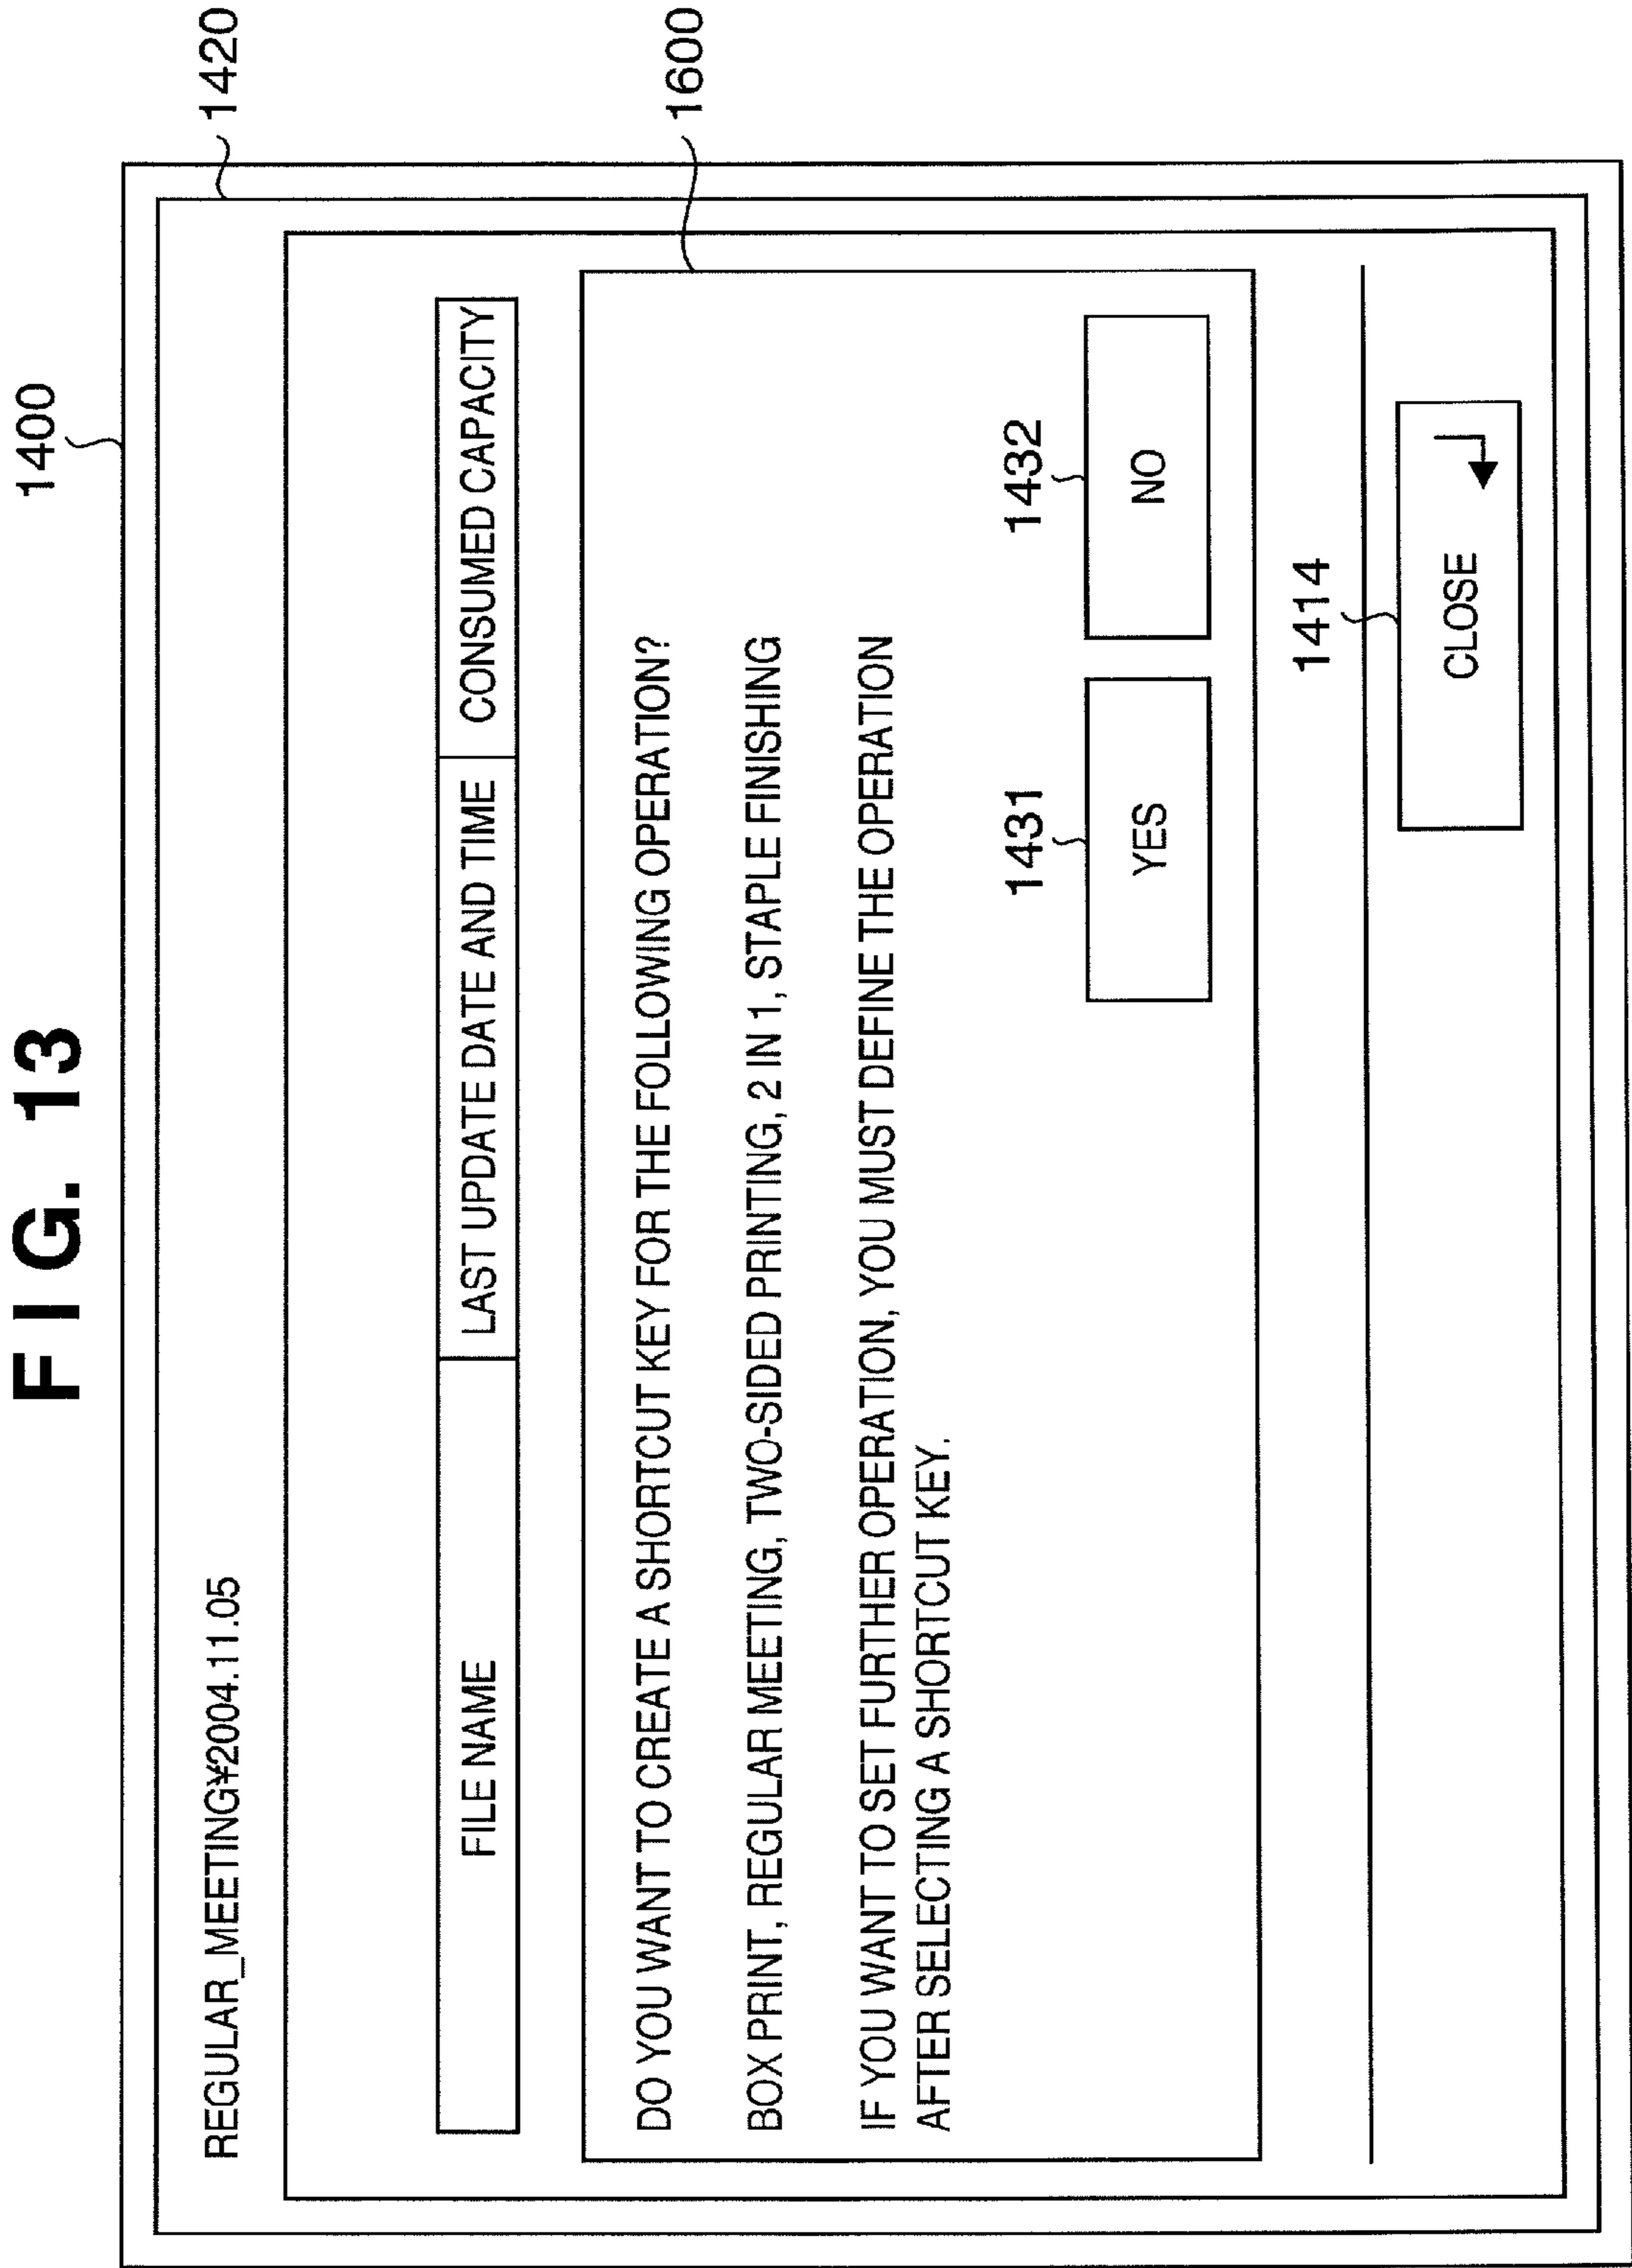 FIG. 13
1400
1420
REGULAR_MEETING¥2004.11.05
FILE NAME
LAST UPDATE DATE AND TIME
CONSUMED CAPACITY
1600
DO YOU WANT TO CREATE A SHORTCUT KEY FOR THE FOLLOWING OPERATION?
BOX PRINT, REGULAR MEETING, TWO-SIDED PRINTING, 2 IN 1, STAPLE FINISHING
IF YOU WANT TO SET FURTHER OPERATION, YOU MUST DEFINE THE OPERATION
AFTER SELECTING A SHORTCUT KEY.
1431
1432
YES
NO
1414
CLOSE